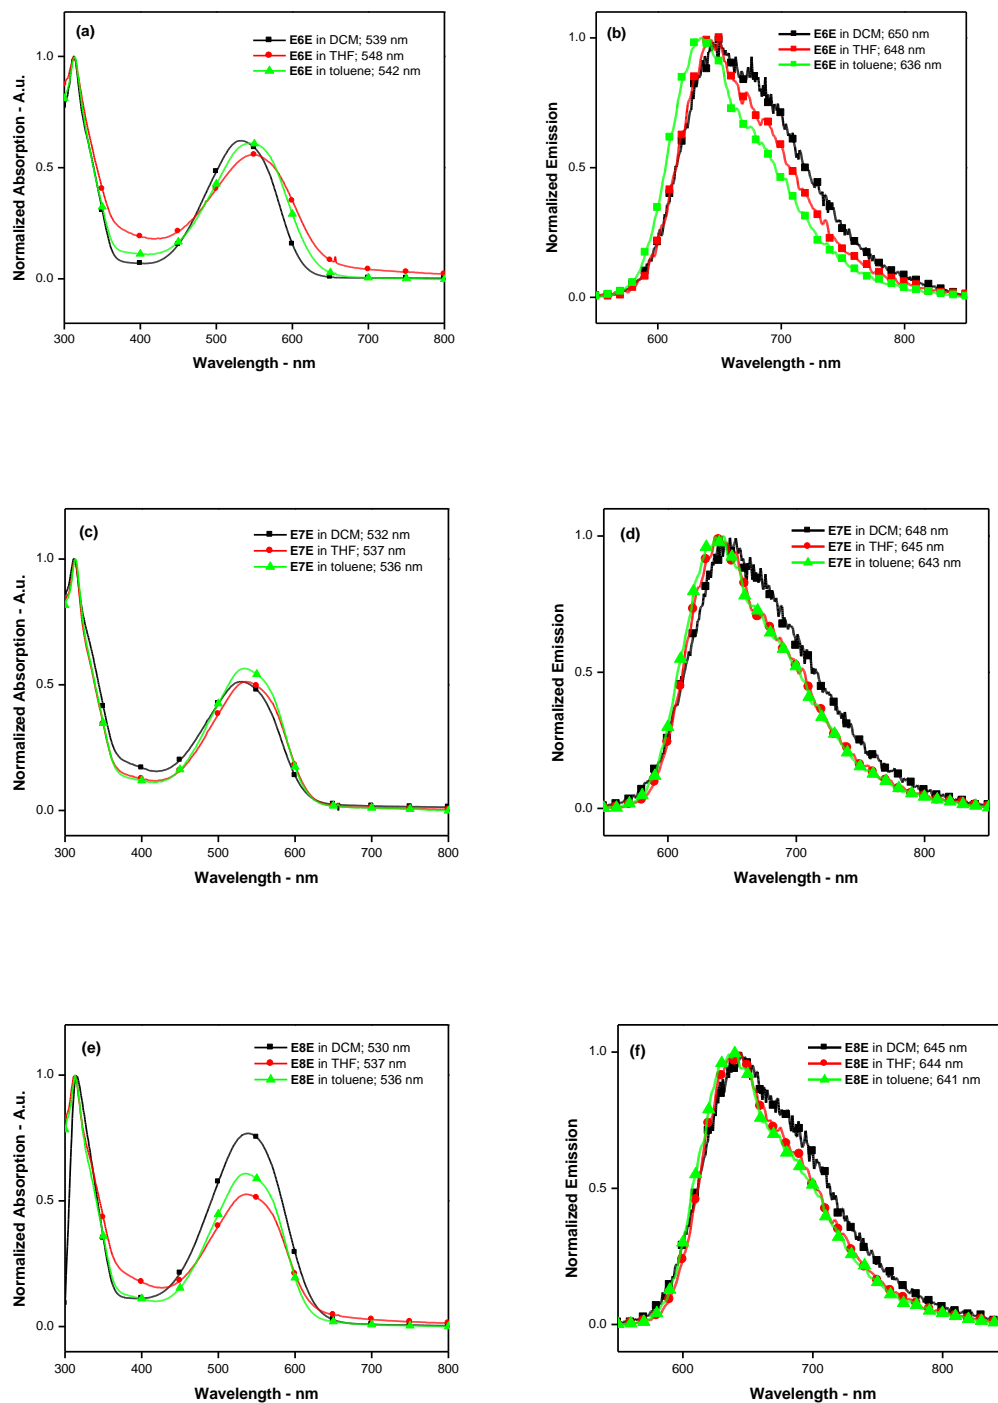 (a)
E6E in DCM; 539 nm
E6E in THF; 548 nm
E6E in toluene; 542 nm
Normalized Absorption - A.u.
1.0
0.5
0.0
300 400 500 600 700 800
Wavelength - nm
(b)
E6E in DCM; 650 nm
E6E in THF; 648 nm
E6E in toluene; 636 nm
Normalized Emission
1.0
0.5
0.0
600 700 800
Wavelength - nm
(c)
E7E in DCM; 532 nm
E7E in THF; 537 nm
E7E in toluene; 536 nm
Normalized Absorption - A.u.
1.0
0.5
0.0
300 400 500 600 700 800
Wavelength - nm
(d)
E7E in DCM; 648 nm
E7E in THF; 645 nm
E7E in toluene; 643 nm
Normalized Emission
1.0
0.5
0.0
600 700 800
Wavelength - nm
(e)
E8E in DCM; 530 nm
E8E in THF; 537 nm
E8E in toluene; 536 nm
Normalized Absorption - A.u.
1.0
0.5
0.0
300 400 500 600 700 800
Wavelength - nm
(f)
E8E in DCM; 645 nm
E8E in THF; 644 nm
E8E in toluene; 641 nm
Normalized Emission
1.0
0.5
0.0
600 700 800
Wavelength - nm